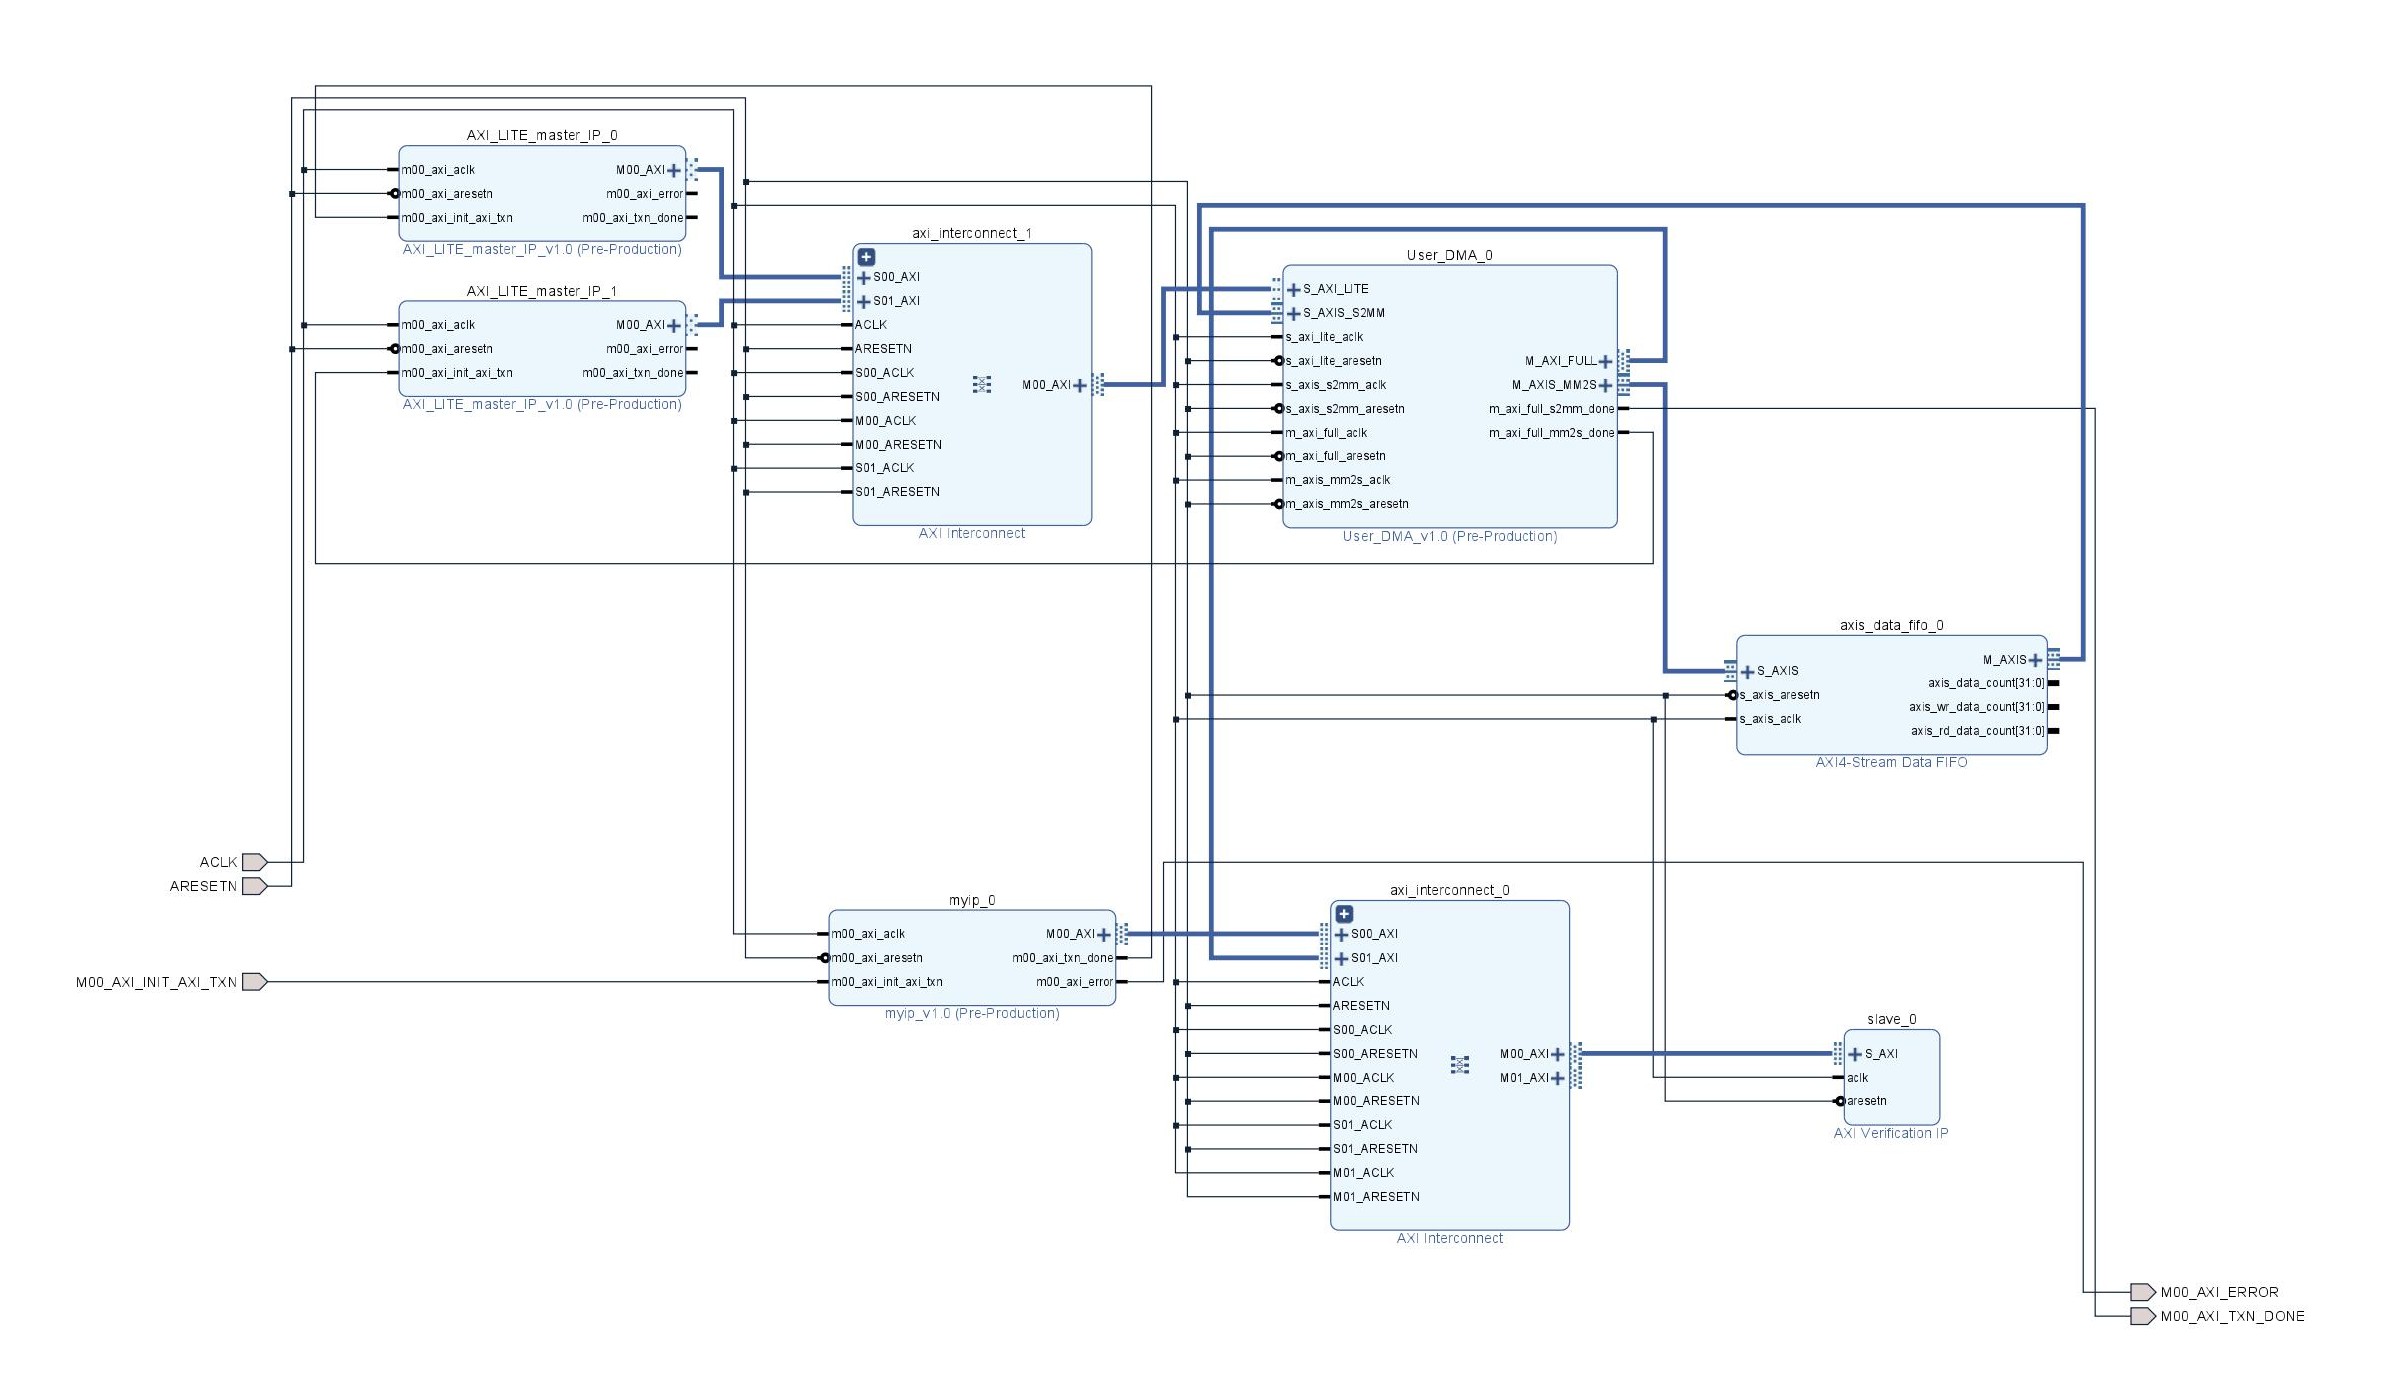 AXI_LITE_master_IP_0
m00_axi_aclk
m00_axi_aresetn
m00_axi_init_axi_txn
M00_AXI
m00_axi_error
m00_axi_txn_done
AXI_LITE_master_IP_v1.0 (Pre-Production)
AXI_LITE_master_IP_1
m00_axi_aclk
m00_axi_aresetn
m00_axi_init_axi_txn
M00_AXI
m00_axi_error
m00_axi_txn_done
AXI_LITE_master_IP_v1.0 (Pre-Production)
axi_interconnect_1
S00_AXI
S01_AXI
ACLK
ARESETN
S00_ACLK
S00_ARESETN
M00_ACLK
M00_ARESETN
S01_ACLK
S01_ARESETN
M00_AXI
AXI Interconnect
User_DMA_0
S_AXI_LITE
S_AXIS_S2MM
s_axi_lite_aclk
s_axi_lite_aresetn
s_axis_s2mm_aclk
s_axis_s2mm_aresetn
m_axi_full_aclk
m_axi_full_aresetn
m_axis_mm2s_aclk
m_axis_mm2s_aresetn
M_AXI_FULL
M_AXIS_MM2S
m_axi_full_s2mm_done
m_axi_full_mm2s_done
User_DMA_v1.0 (Pre-Production)
axis_data_fifo_0
S_AXIS
s_axis_aresetn
s_axis_aclk
M_AXIS
axis_data_count[31:0]
axis_wr_data_count[31:0]
axis_rd_data_count[31:0]
AXI4-Stream Data FIFO
ACLK
ARESETN
M00_AXI_INIT_AXI_TXN
myip_0
m00_axi_aclk
m00_axi_aresetn
m00_axi_init_axi_txn
M00_AXI
m00_axi_txn_done
m00_axi_error
myip_v1.0 (Pre-Production)
axi_interconnect_0
S00_AXI
S01_AXI
ACLK
ARESETN
S00_ACLK
S00_ARESETN
M00_ACLK
M00_ARESETN
S01_ACLK
S01_ARESETN
M01_ACLK
M01_ARESETN
M00_AXI
M01_AXI
AXI Interconnect
slave_0
S_AXI
aclk
aresetn
AXI Verification IP
M00_AXI_ERROR
M00_AXI_TXN_DONE